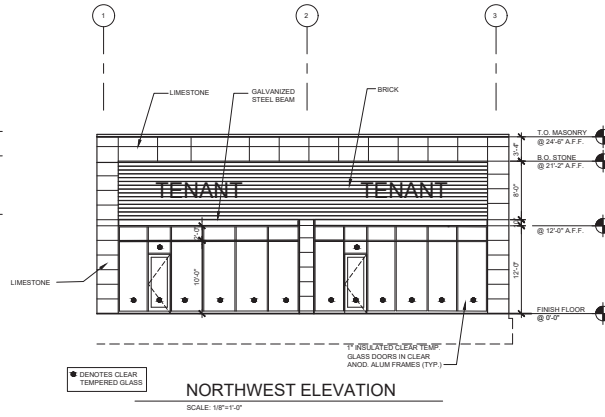 1
2
3
LIMESTONE
GALVANIZED
STEEL BEAM
BRICK
T.O. MASONRY
@ 24'-6" A.F.F.
3'-4"
B.O. STONE
@ 21'-2" A.F.F.
TENANT
TENANT
8'-0"
@ 12'-0" A.F.F.
2'-0"
10'-0"
12'-0"
LIMESTONE
FINISH FLOOR
@ 0'-0"
1" INSULATED CLEAR TEMP.
GLASS DOORS IN CLEAR
ANOD. ALUM FRAMES (TYP.)
DENOTES CLEAR
TEMPERED GLASS
NORTHWEST ELEVATION
SCALE: 1/8"=1'-0"